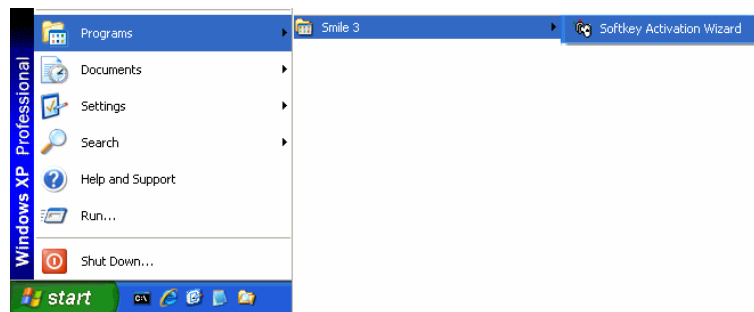 Windows XP Professional
Programs
Smile 3
Softkey Activation Wizard
Documents
Settings
Search
Help and Support
Run...
Shut Down...
start